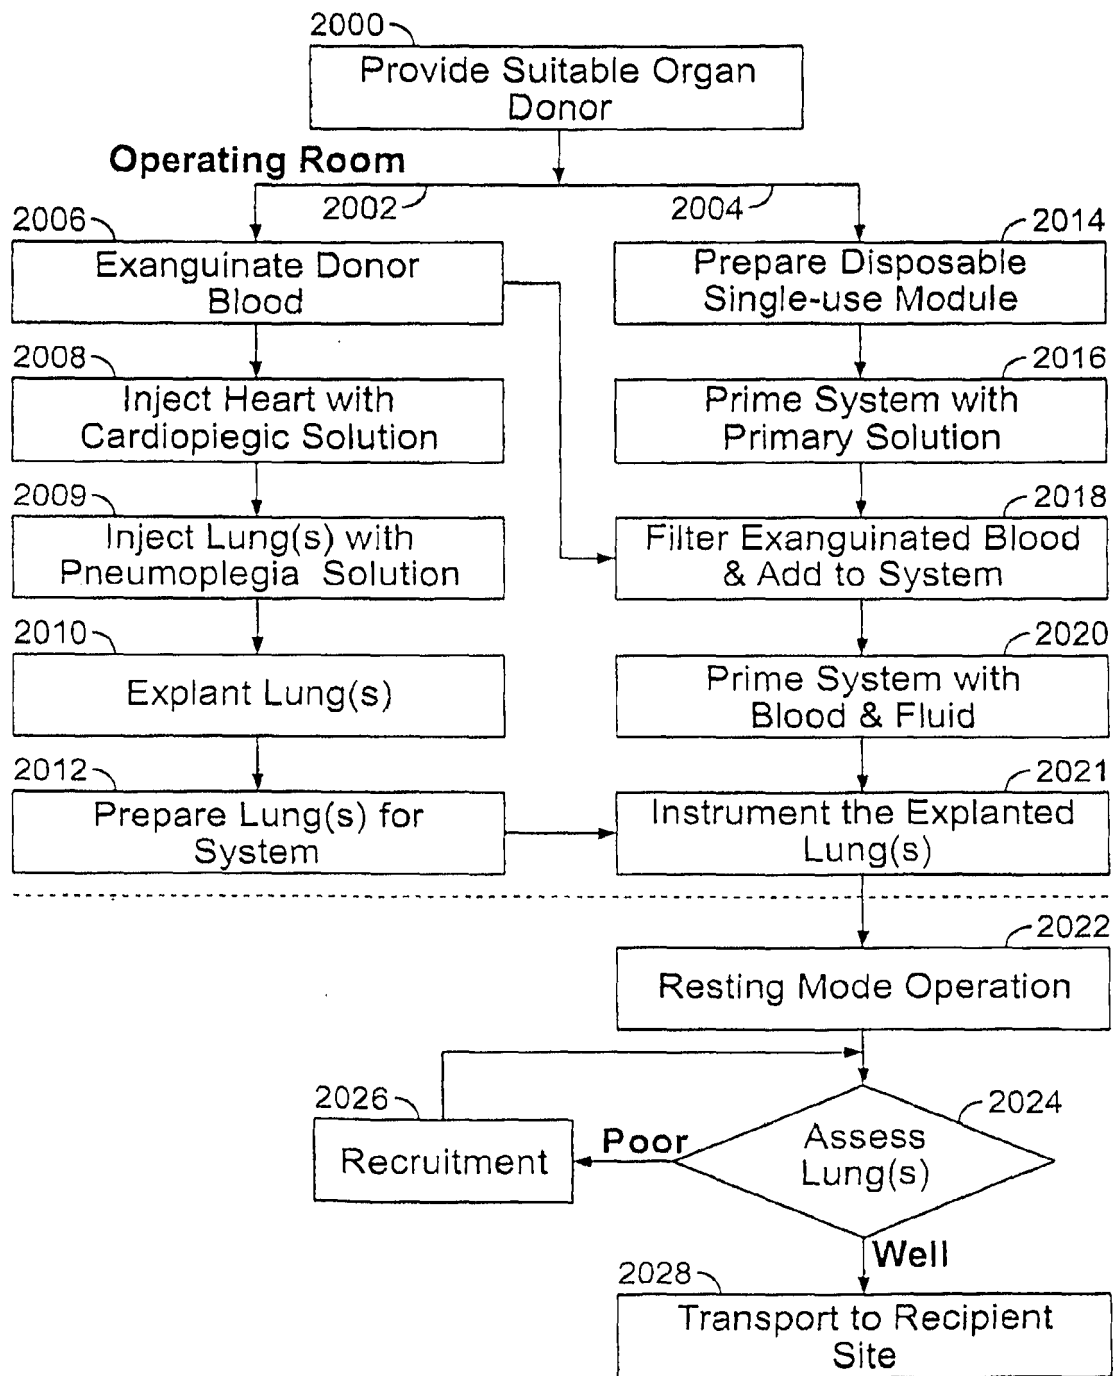 2000
Provide Suitable Organ
Donor
Operating Room
2002
2004
2006
Exanguinate Donor
Blood
2014
Prepare Disposable
Single-use Module
2008
Inject Heart with
Cardiopiegic Solution
2016
Prime System with
Primary Solution
2009
Inject Lung(s) with
Pneumoplegia Solution
2018
Filter Exanguinated Blood
& Add to System
2010
Explant Lung(s)
2020
Prime System with
Blood & Fluid
2012
Prepare Lung(s) for
System
2021
Instrument the Explanted
Lung(s)
2022
Resting Mode Operation
2026
Recruitment
Poor
2024
Assess
Lung(s)
Well
2028
Transport to Recipient
Site